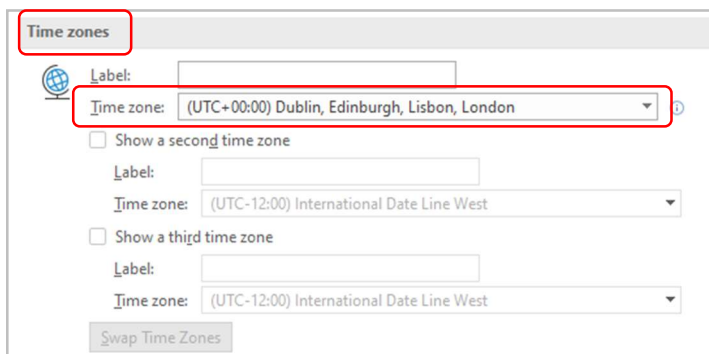 Time zones
Label:
Time zone: (UTC+00:00) Dublin, Edinburgh, Lisbon, London
Show a second time zone
Label:
Time zone: (UTC-12:00) International Date Line West
Show a third time zone
Label:
Time zone: (UTC-12:00) International Date Line West
Swap Time Zones